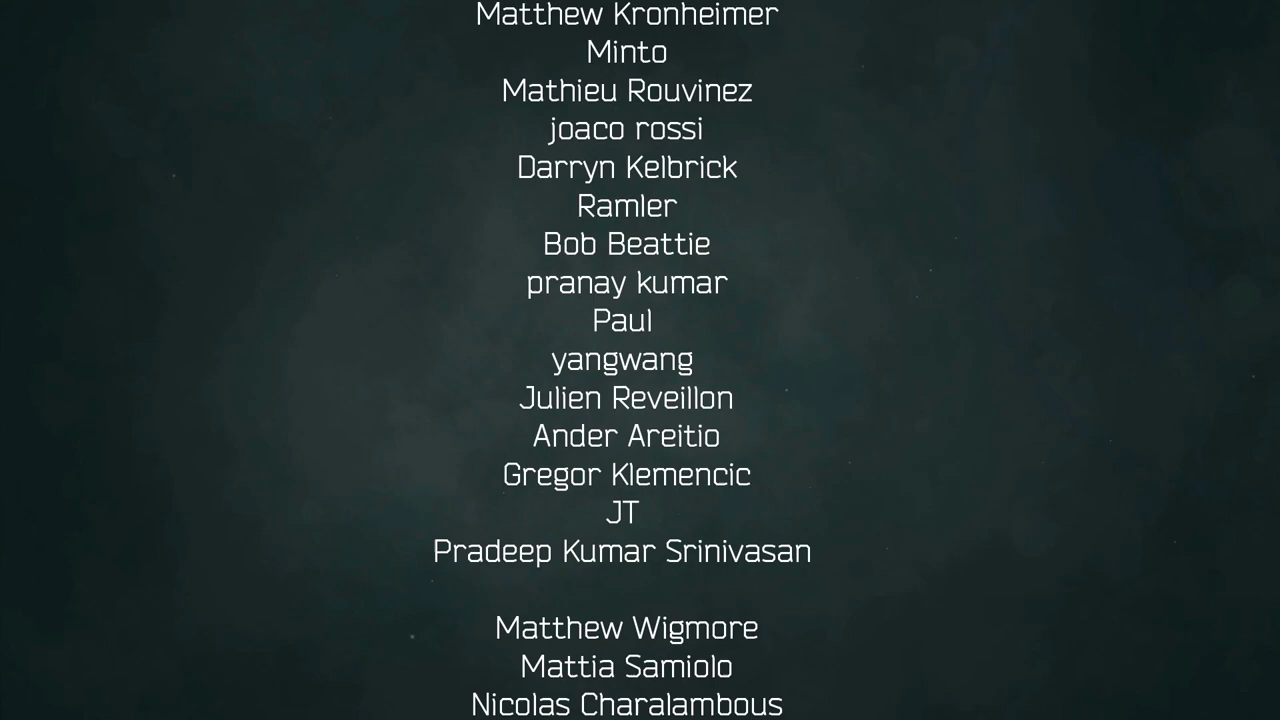 Matthew Kronheimer
Minto
Mathieu Rouvinez
joaco rossi
Darryn Kelbrick
Ramler
Bob Beattie
pranay kumar
Paul
yangwang
Julien Reveillon
Ander Areitio
Gregor Klemencic
JT
Pradeep Kumar Srinivasan
Matthew Wigmore
Mattia Samiolo
Nicolas Charalambous